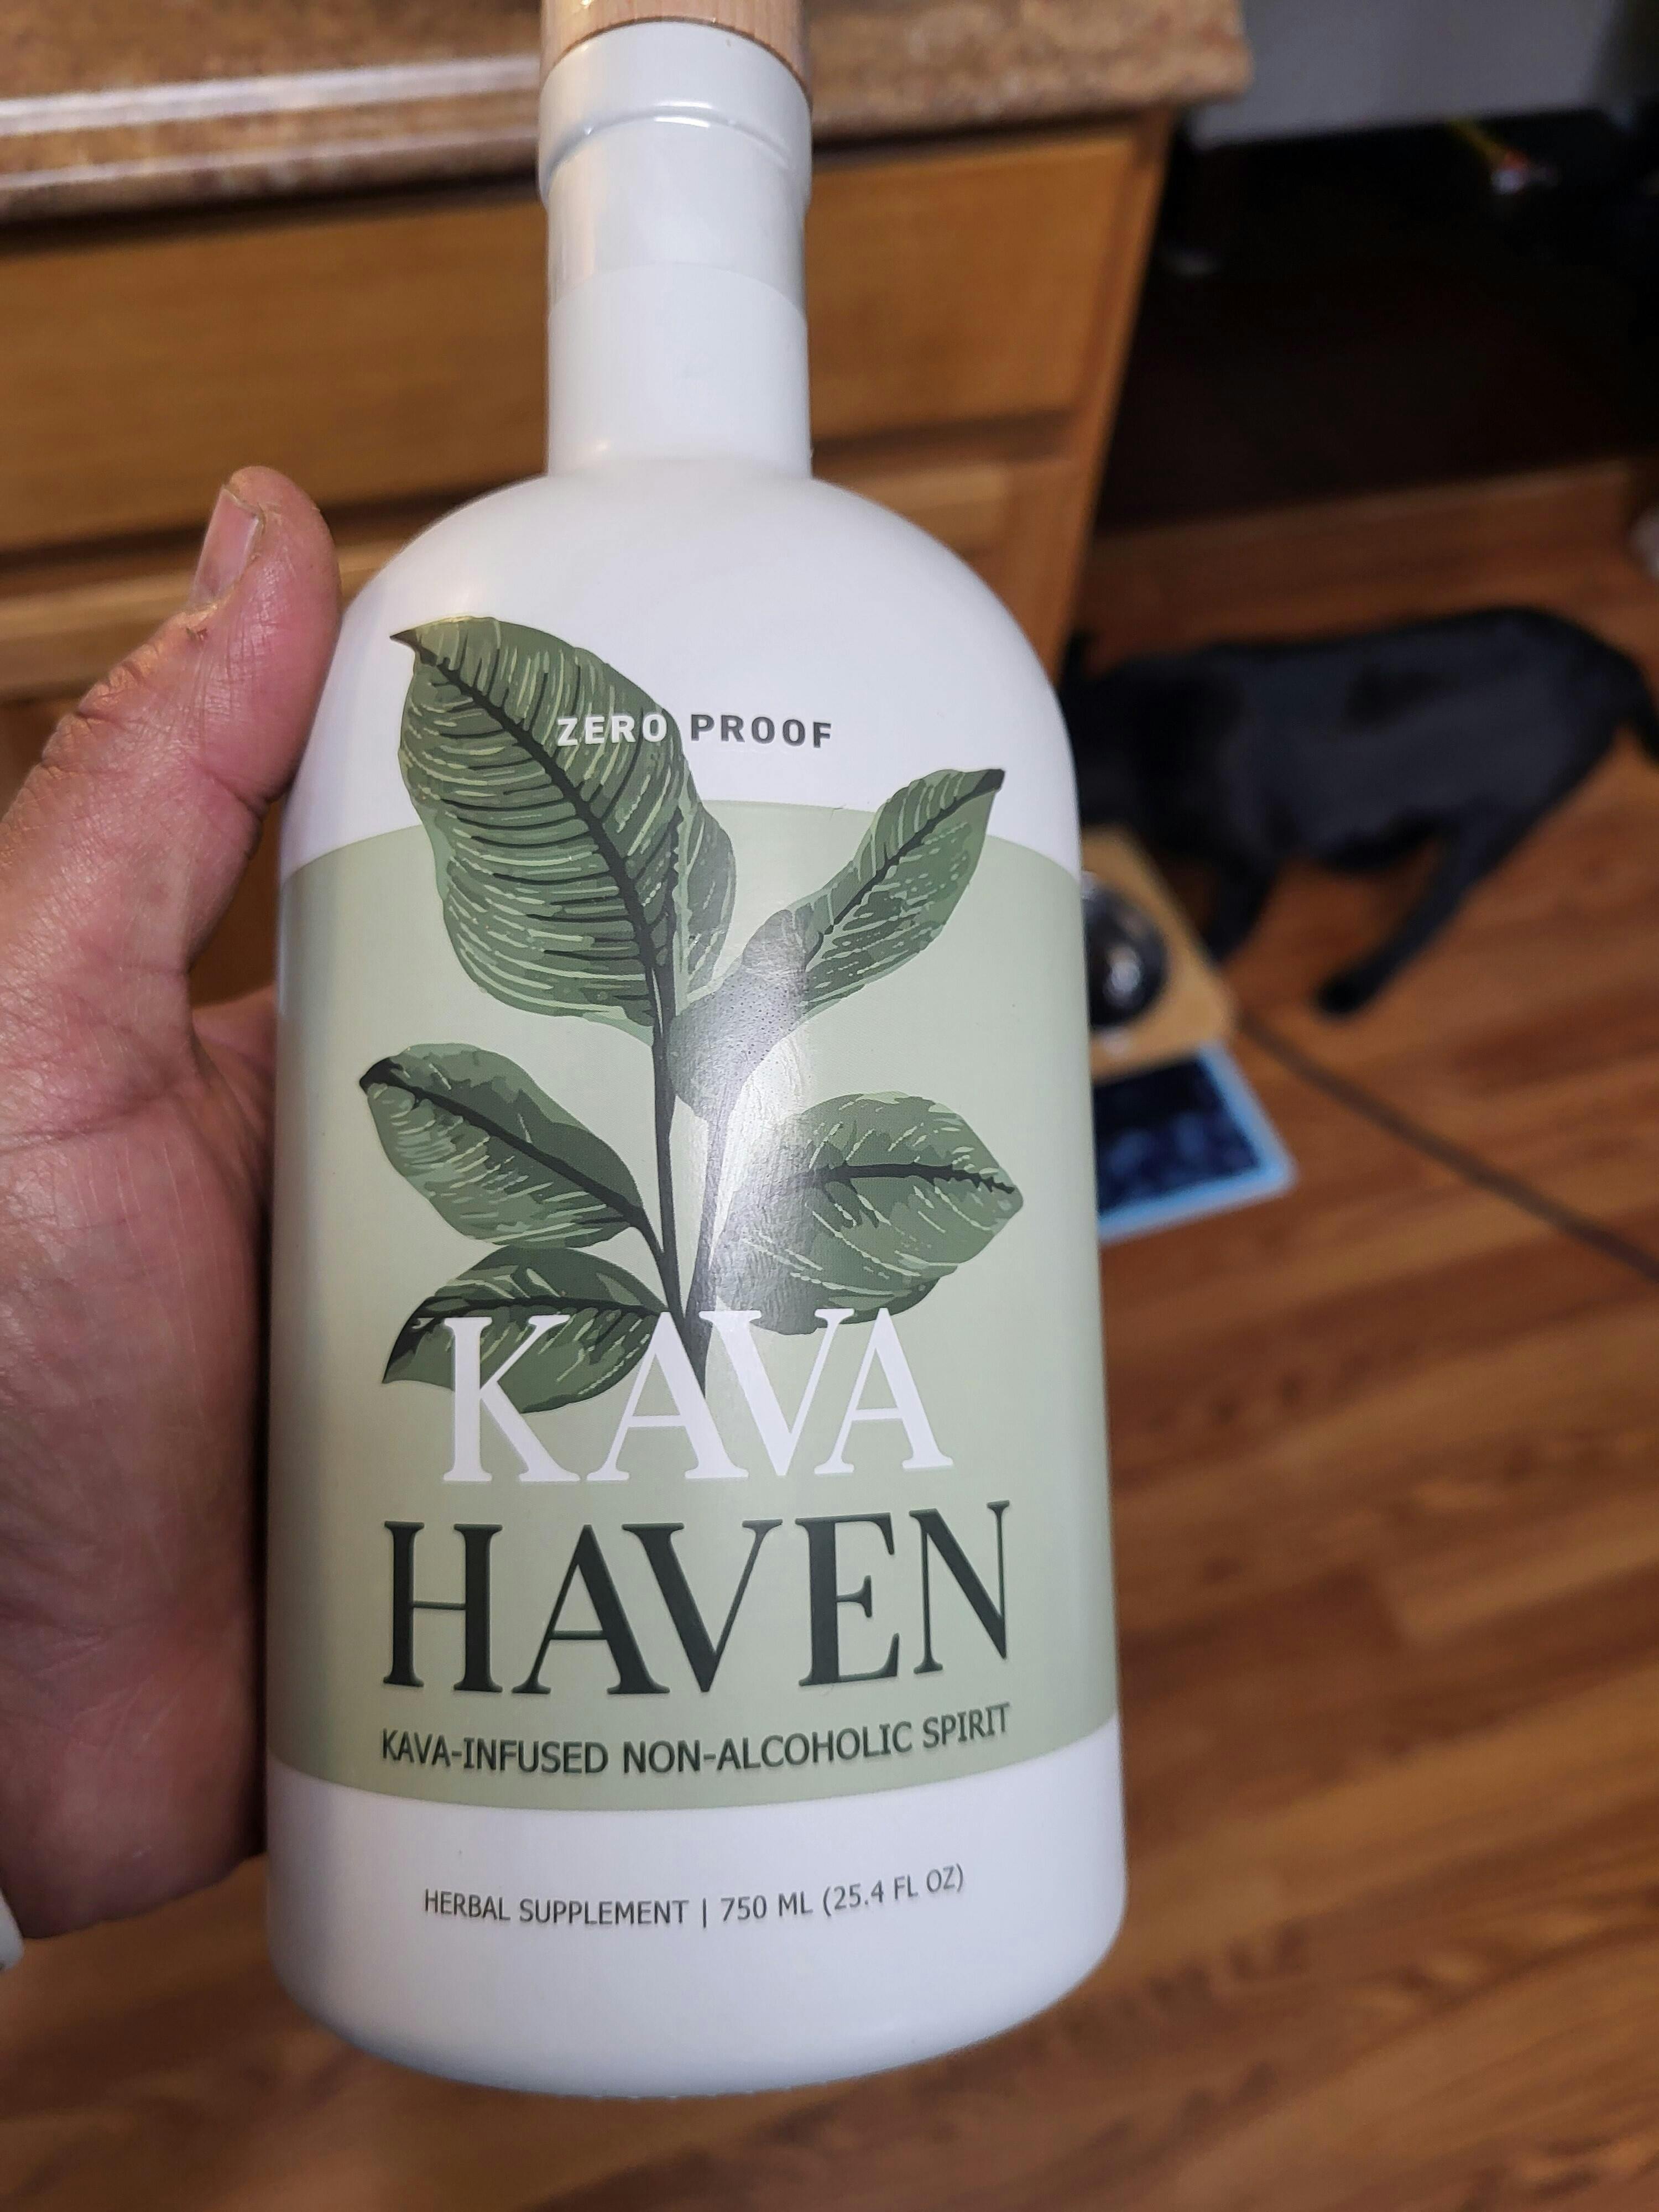 ZERO PROOF
KAVA
HAVEN
KAVA-INFUSED NON-ALCOHOLIC SPIRIT
HERBAL SUPPLEMENT | 750 ML (25.4 FL OZ)